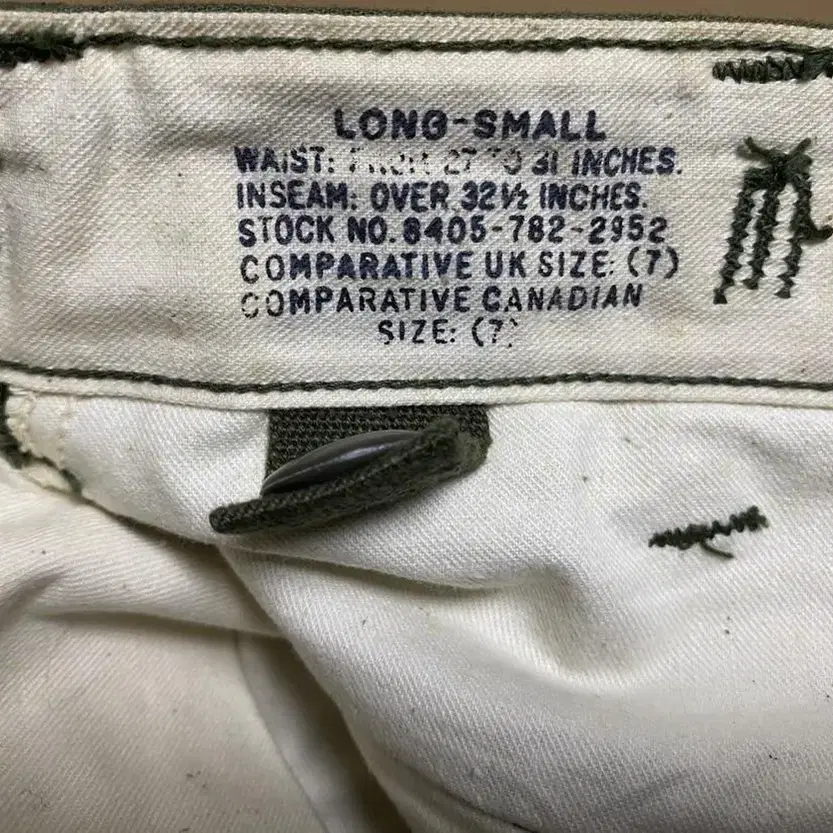 LONG-SMALL
WAIST: FROM 27 TO 31 INCHES.
INSEAM: OVER 32½ INCHES.
STOCK NO. 8405-782-2952
COMPARATIVE UK SIZE: (7)
COMPARATIVE CANADIAN
SIZE: (7)